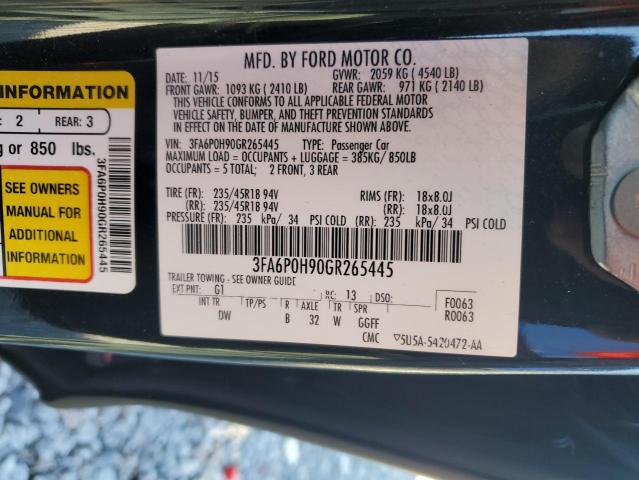 INFORMATION
: 2 REAR: 3
g or 850 lbs.
SEE OWNERS
MANUAL FOR
ADDITIONAL
INFORMATION
3FA6P0H90GR265445
MFD. BY FORD MOTOR CO.
DATE: 11/15 GVWR: 2059 KG ( 4540 LB)
FRONT GAWR: 1093 KG ( 2410 LB) REAR GAWR: 971 KG ( 2140 LB)
THIS VEHICLE CONFORMS TO ALL APPLICABLE FEDERAL MOTOR
VEHICLE SAFETY, BUMPER, AND THEFT PREVENTION STANDARDS
IN EFFECT ON THE DATE OF MANUFACTURE SHOWN ABOVE.
VIN: 3FA6P0H90GR265445 TYPE: Passenger Car
MAXIMUM LOAD = OCCUPANTS + LUGGAGE = 385KG/ 850LB
OCCUPANTS = 5 TOTAL; 2 FRONT, 3 REAR
TIRE (FR): 235/45R18 94V RIMS (FR): 18x8.0J
(RR): 235/45R18 94V (RR): 18x8.0J
PRESSURE (FR): 235 kPa/ 34 PSI COLD (RR): 235 kPa/ 34 PSI COLD
3FA6P0H90GR265445
TRAILER TOWING - SEE OWNER GUIDE
EXT PNT: G1 RC: 13 DSO: F0063
INT TR TP/PS R AXLE TR SPR R0063
DW B 32 W GGFF
CMC ▽5U5A-5420472-AA